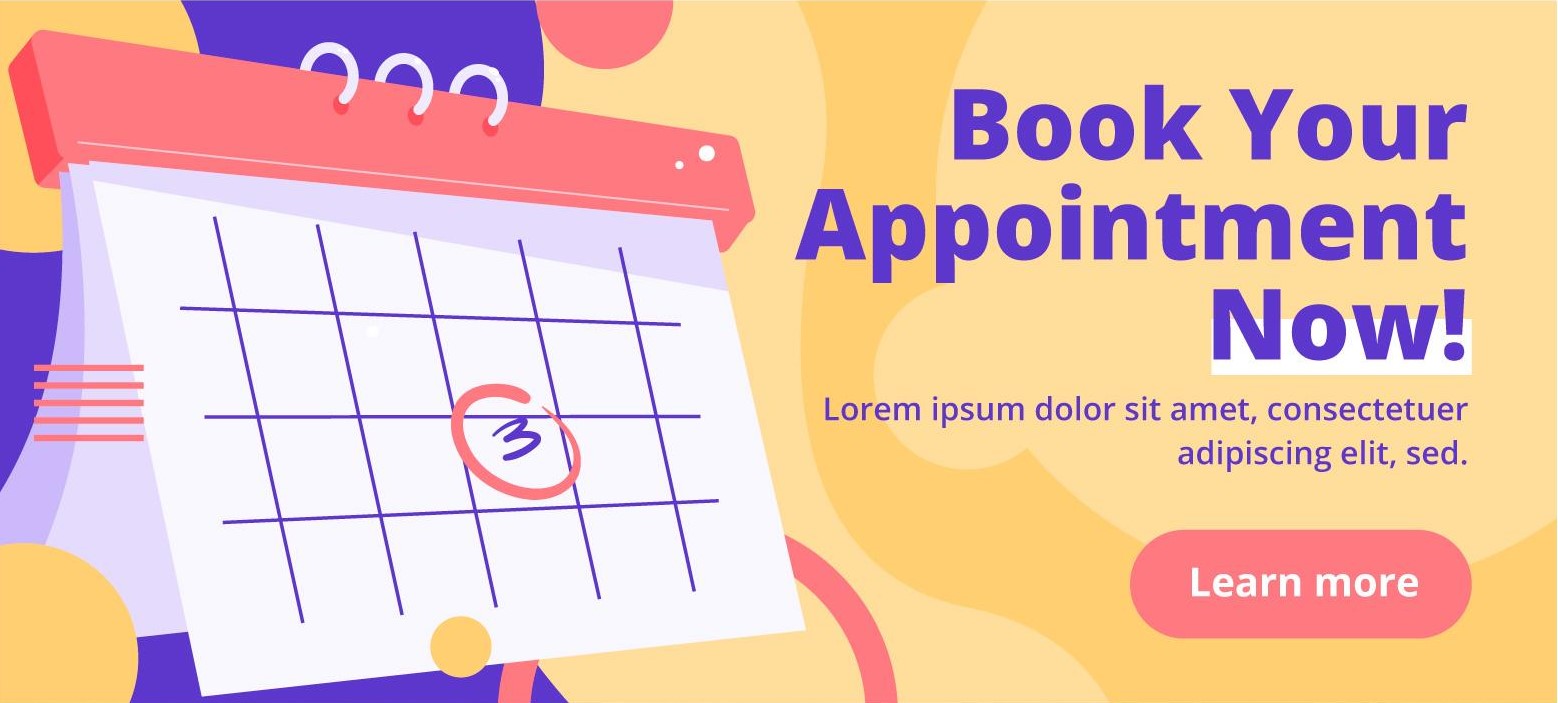 3
Book Your
Appointment
Now!
Lorem ipsum dolor sit amet, consectetuer
adipiscing elit, sed.
Learn more